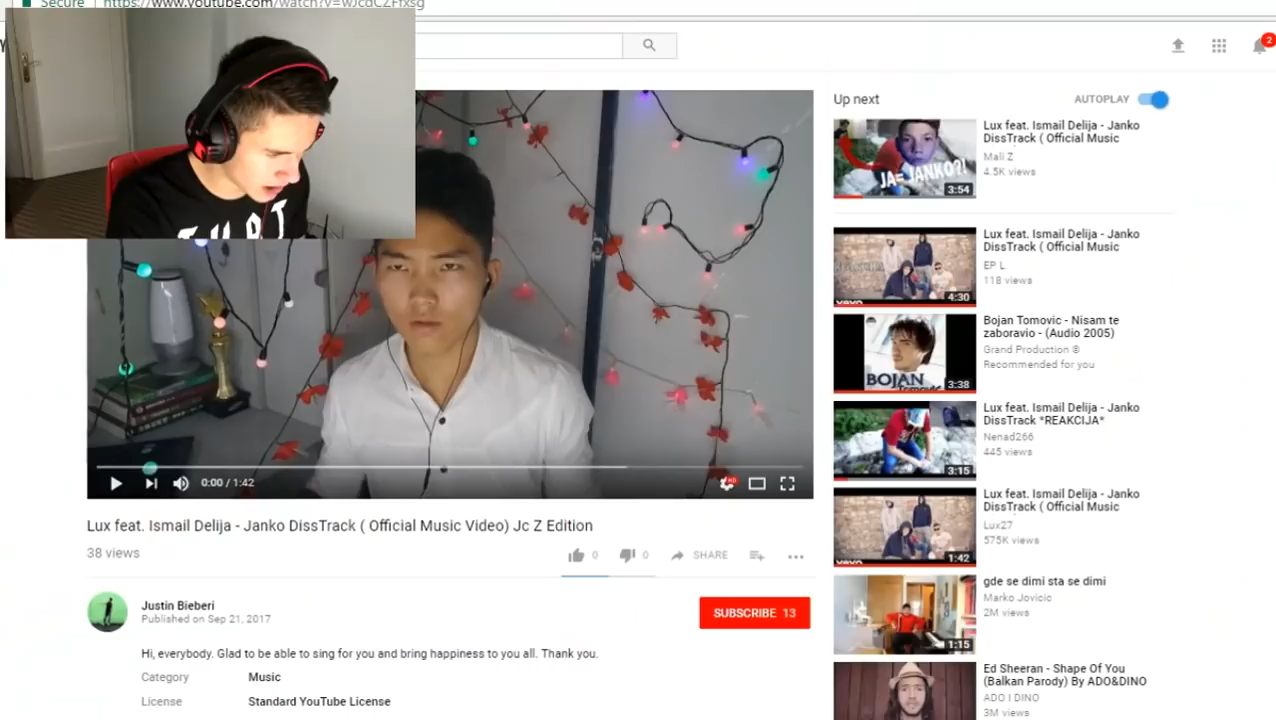 Secure | https://www.youtube.com/watch?v=wJcdCZFfxsg
2
Up next
AUTOPLAY
Lux feat. Ismail Delija - Janko
DissTrack ( Official Music
Mali Z
4.5K views
JA=JANKO?!
3:54
Lux feat. Ismail Delija - Janko
DissTrack ( Official Music
EP L
118 views
4:30
Bojan Tomovic - Nisam te
zaboravio - (Audio 2005)
Grand Production ®
Recommended for you
BOJAN
3:38
Lux feat. Ismail Delija - Janko
DissTrack *REAKCIJA*
Nenad266
445 views
3:15
Lux feat. Ismail Delija - Janko
DissTrack ( Official Music
Lux27
575K views
1:42
gde se dimi sta se dimi
Marko Jovicic
2M views
1:15
Ed Sheeran - Shape Of You
(Balkan Parody) By ADO&DINO
ADO I DINO
3M views
0:00 / 1:42
HD
Lux feat. Ismail Delija - Janko DissTrack ( Official Music Video) Jc Z Edition
38 views
0
0
SHARE
Justin Bieberi
Published on Sep 21, 2017
SUBSCRIBE 13
Hi, everybody. Glad to be able to sing for you and bring happiness to you all. Thank you.
Category Music
License Standard YouTube License